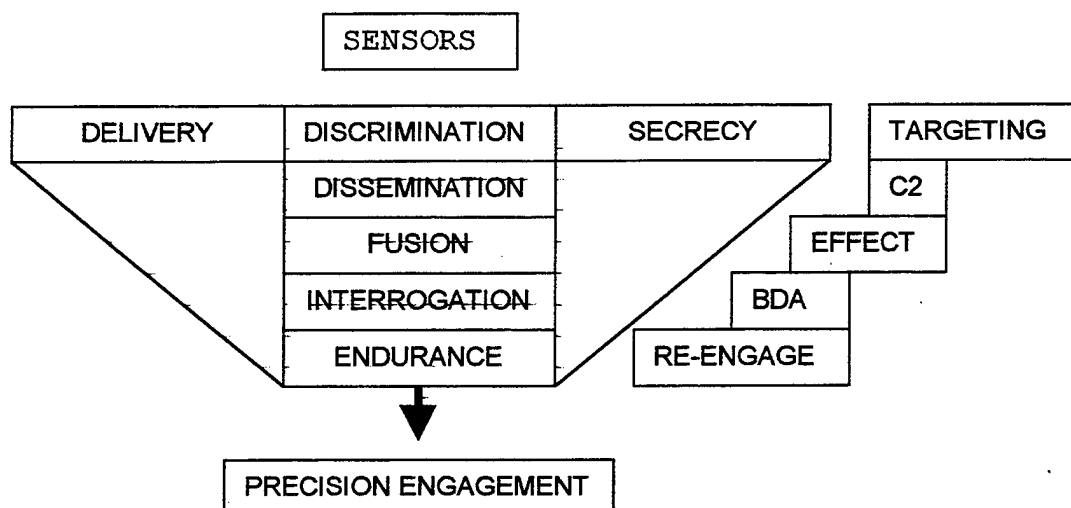 SENSORS
DELIVERY DISCRIMINATION SECRECY TARGETING
DISSEMINATION C2
FUSION EFFECT
INTERROGATION BDA
ENDURANCE RE-ENGAGE
PRECISION ENGAGEMENT